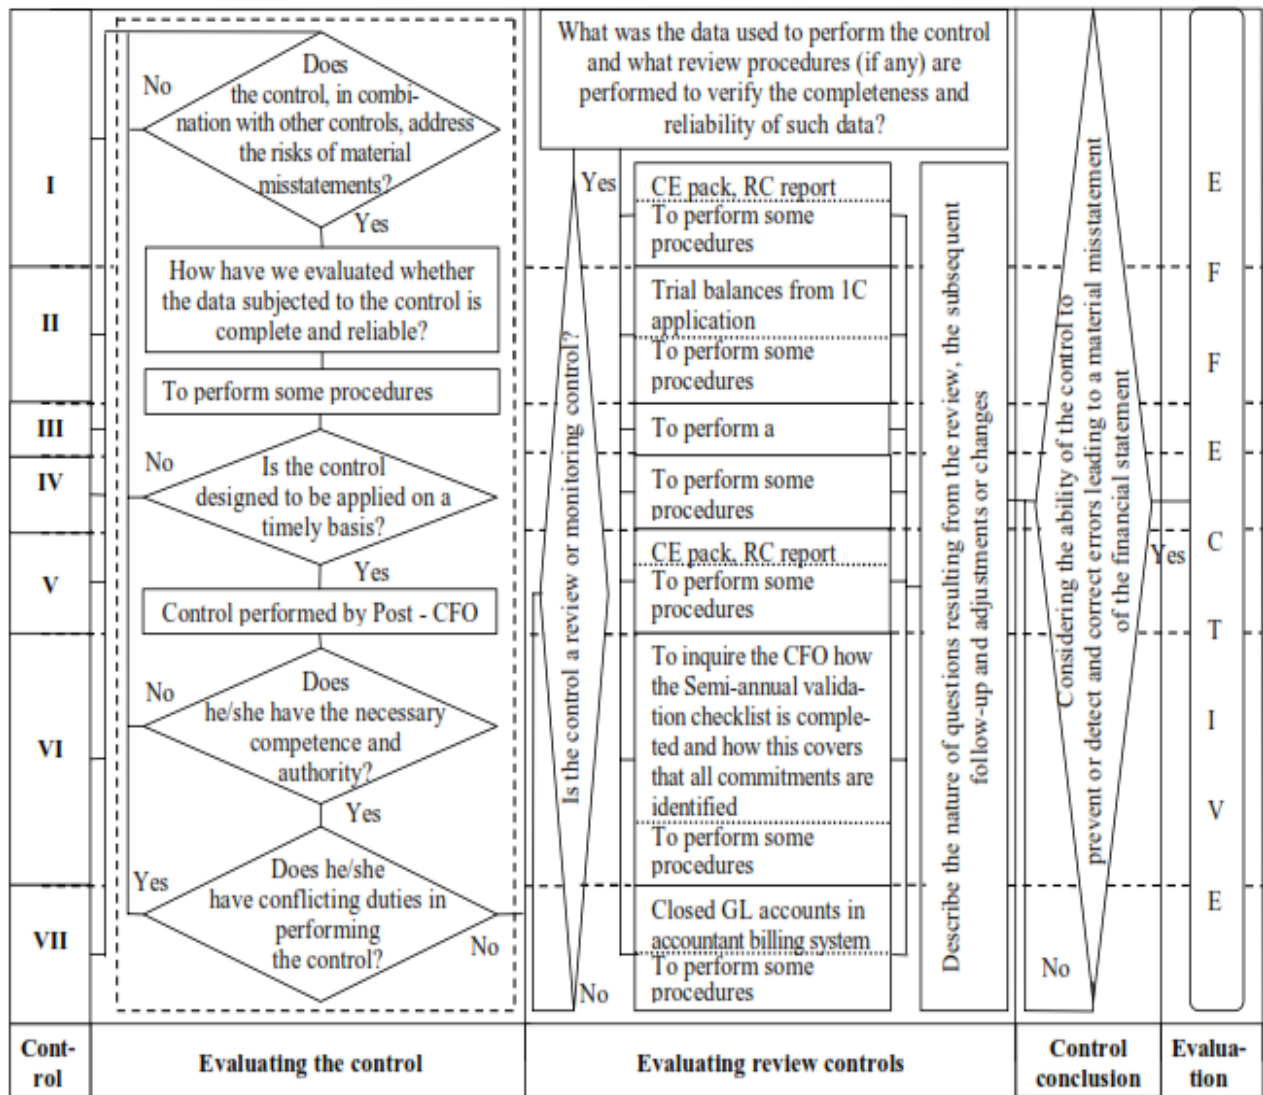 I
II
III
IV
V
VI
VII
Cont-
rol
No
Does
the control, in combi-
nation with other controls, address
the risks of material
misstatements?
Yes
How have we evaluated whether
the data subjected to the control is
complete and reliable?
To perform some procedures
No
Is the control
designed to be applied on a
timely basis?
Yes
Control performed by Post - CFO
No
Does
he/she have the necessary
competence and
authority?
Yes
Does he/she
have conflicting duties in
performing
the control?
Yes
No
Evaluating the control
What was the data used to perform the control
and what review procedures (if any) are
performed to verify the completeness and
reliability of such data?
Is the control a review or monitoring control?
Yes
No
CE pack, RC report
To perform some
procedures
Trial balances from 1C
application
To perform some
procedures
To perform a
To perform some
procedures
CE pack, RC report
To perform some
procedures
To inquire the CFO how
the Semi-annual valida-
tion checklist is comple-
ted and how this covers
that all commitments are
identified
To perform some
procedures
Closed GL accounts in
accountant billing system
To perform some
procedures
Describe the nature of questions resulting from the review, the subsequent
follow-up and adjustments or changes
Evaluating review controls
Considering the ability of the control to
prevent or detect and correct errors leading to a material misstatement
of the financial statement
Yes
No
Control
conclusion
E
F
F
E
C
T
I
V
E
Evalua-
tion